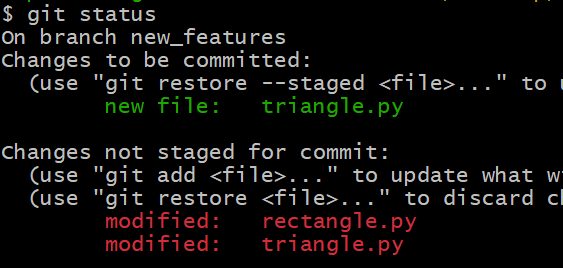 $ git status
On branch new_features
Changes to be committed:
(use "git restore --staged <file>..." to
new file: triangle.py
Changes not staged for commit:
(use "git add <file>..." to update what
(use "git restore <file>..." to discard
modified: rectangle.py
modified: triangle.py